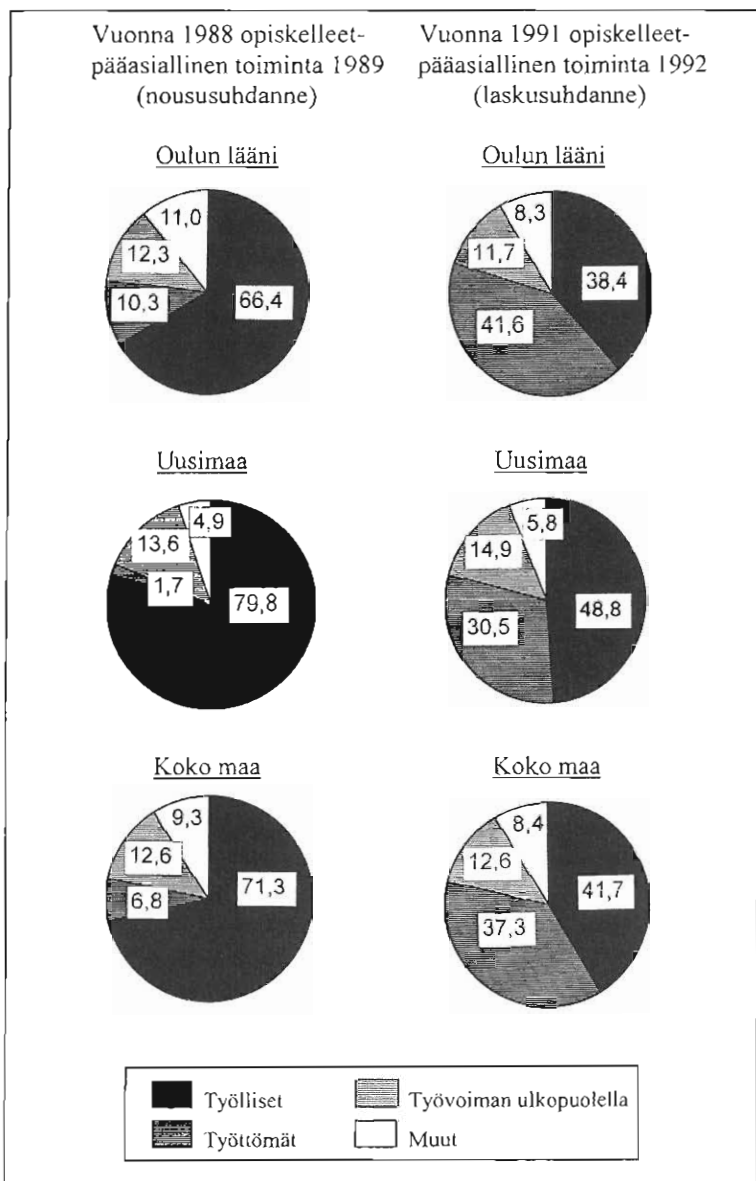 Vuonna 1988 opiskelleet-
pääasiallinen toiminta 1989
(noususuhdanne)
Vuonna 1991 opiskelleet-
pääasiallinen toiminta 1992
(laskusuhdanne)
Oulun lääni
11,0
12,3
10,3
66,4
Oulun lääni
8,3
11,7
38,4
41,6
Uusimaa
4,9
13,6
1,7
79,8
Uusimaa
5,8
14,9
48,8
30,5
Koko maa
9,3
12,6
71,3
6,8
Koko maa
8,4
12,6
41,7
37,3
Työlliset
Työvoiman ulkopuolella
Työttömät
Muut